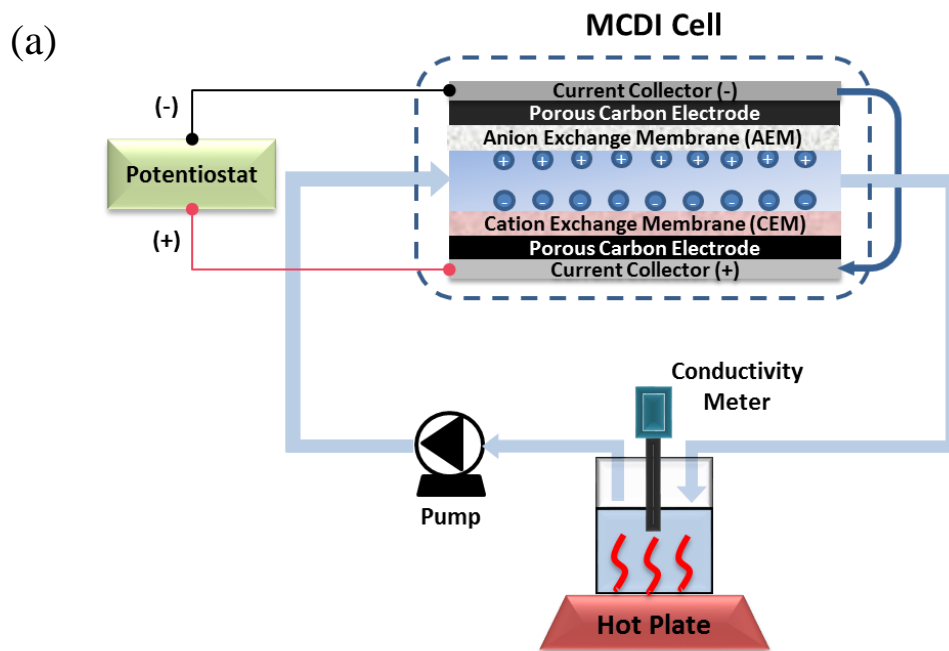 (a)
MCDI Cell
Current Collector (-)
(-)
Porous Carbon Electrode
Anion Exchange Membrane (AEM)
+ + + + + + + +
Potentiostat
- - - - - - - -
Cation Exchange Membrane (CEM)
(+)
Porous Carbon Electrode
Current Collector (+)
Conductivity
Meter
Pump
Hot Plate